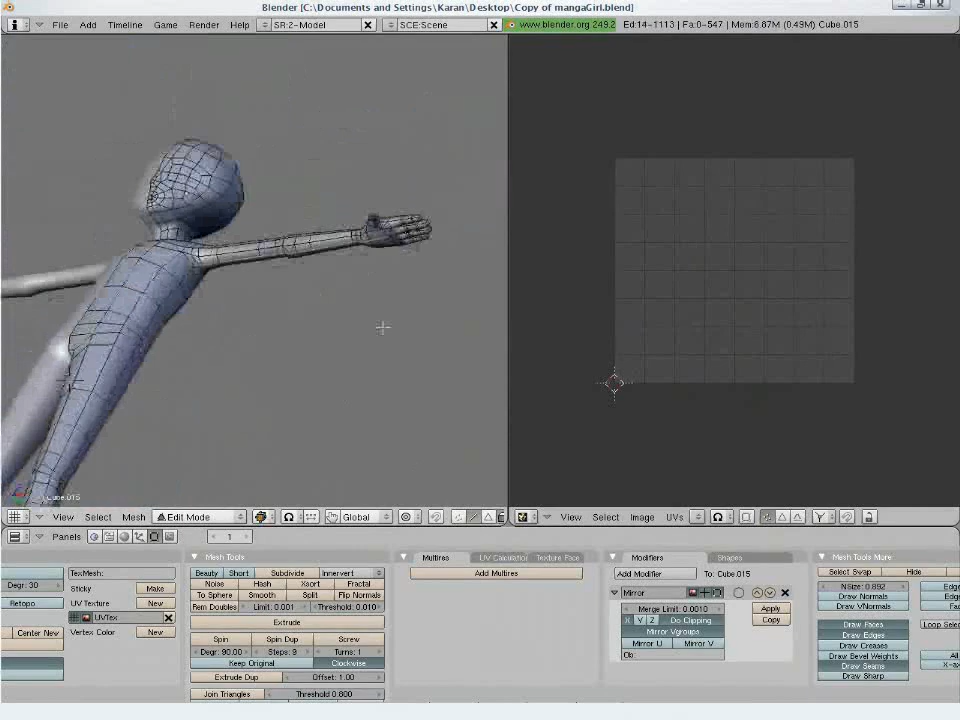 Blender [C:\Documents and Settings\Karan\Desktop\Copy of mangaGirl.blend]
File Add Timeline Game Render Help SR:2-Model SCE:Scene www.blender.org 249.2 Ed:14-1113 | Fa:0-547 | Mem:6.87M (0.49M) Cube.015
Cube.015
View Select Mesh Edit Mode Global
View Select Image UVs
Panels 1
Mesh Tools
Multires UV Calculation Texture Face
Modifiers Shapes
Mesh Tools More
TexMesh:
Beauty Short Subdivide Innervert
Add Multires
Add Modifier To: Cube.015
Select Swap Hide
Degr: 30 Sticky Make
Noise Hash Xsort Fractal
NSize: 0.892
To Sphere Smooth Split Flip Normals
Mirror
Draw Normals
Retopo UV Texture New
Rem Doubles Limit: 0.001 Threshold: 0.010
Merge Limit: 0.0010 Apply
Draw VNormals
UVTex
Extrude
X Y Z Do Clipping Copy
Draw Faces
Center New Vertex Color New
Mirror Vgroups
Draw Edges
Spin Spin Dup Screw
Mirror U Mirror V
Draw Creases
Degr: 90.00 Steps: 9 Turns: 1
Ob:
Draw Bevel Weights
Keep Original Clockwise
Draw Seams
Extrude Dup Offset: 1.00
Draw Sharp
Join Triangles Threshold 0.800